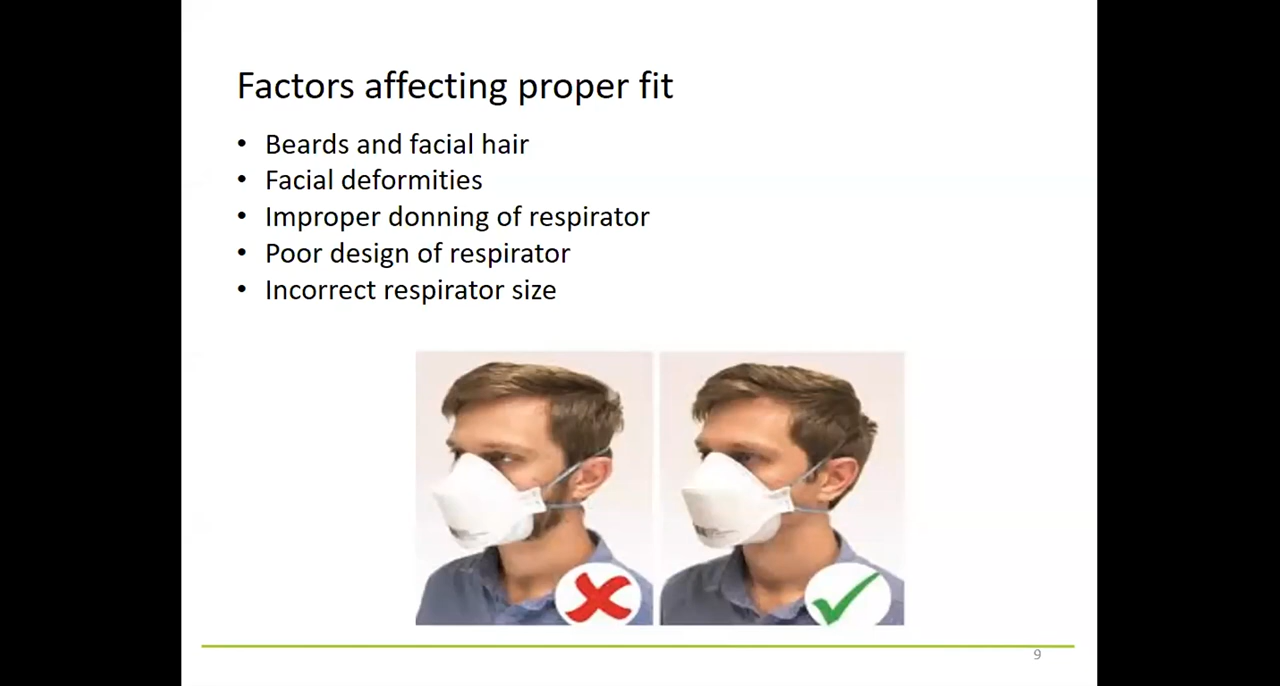 Factors affecting proper fit
• Beards and facial hair
• Facial deformities
• Improper donning of respirator
• Poor design of respirator
• Incorrect respirator size
9